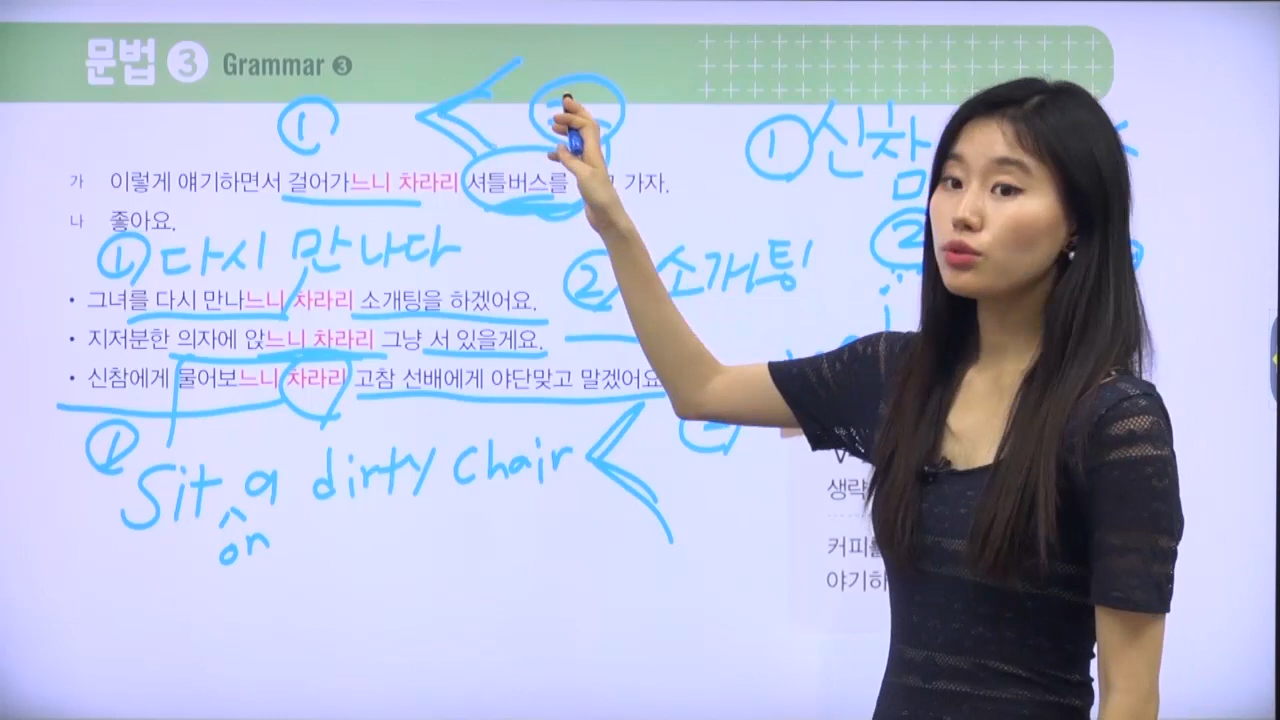 문법 3 Grammar 3
①
① 신참
가 이렇게 얘기하면서 걸어가느니 차라리 셔틀버스를 가자.
나 좋아요.
① 다시 만나다
② 소개팅
②
• 그녀를 다시 만나느니 차라리 소개팅을 하겠어요.
• 지저분한 의자에 앉느니 차라리 그냥 서 있을게요.
• 신참에게 물어보느니 차라리 고참 선배에게 야단맞고 말겠어요
①
Sit on a dirty chair
생략
커피를
야기하